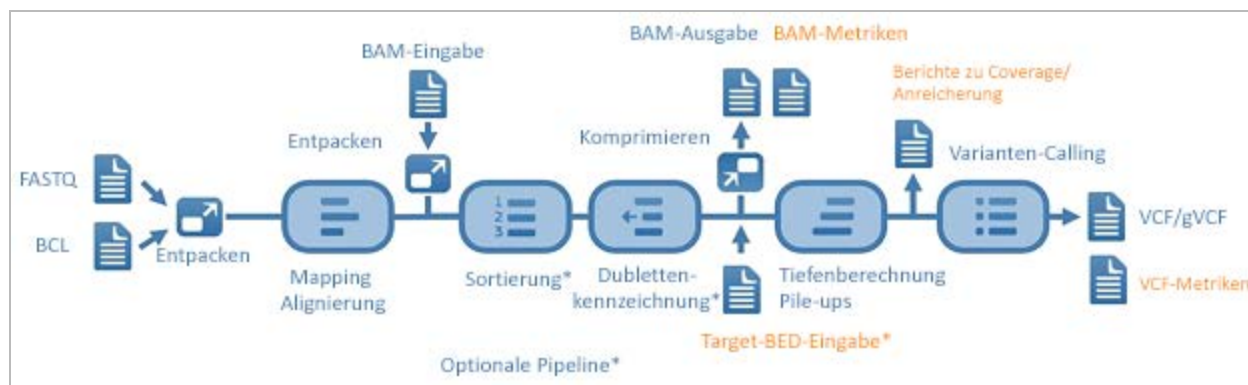 BAM-Eingabe
BAM-Ausgabe
BAM-Metriken
Berichte zu Coverage/
Anreicherung
Entpacken
Komprimieren
Varianten-Calling
FASTQ
BCL
Entpacken
1
2
3
VCF/gVCF
Mapping
Alignierung
Sortierung*
Dubletten-
kennzeichnung*
Tiefenberechnung
Pile-ups
VCF-Metriken
Target-BED-Eingabe*
Optionale Pipeline*